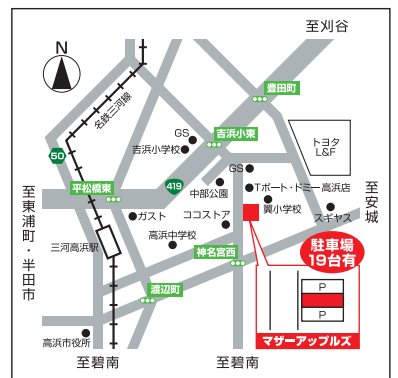 至刈谷
N
豊田町
名鉄三河線
GS
吉浜小東
トヨタ
L&F
吉浜小学校
50
GS
419
平松橋東
中部公園
Tポート・ドミー高浜店
至安城
翼小学校
ガスト
ココストア
スギヤス
至東浦町・半田市
高浜中学校
駐車場
19台有
三河高浜駅
神名宮西
渡辺町
P
P
高浜市役所
マザーアップルズ
至碧南
至碧南